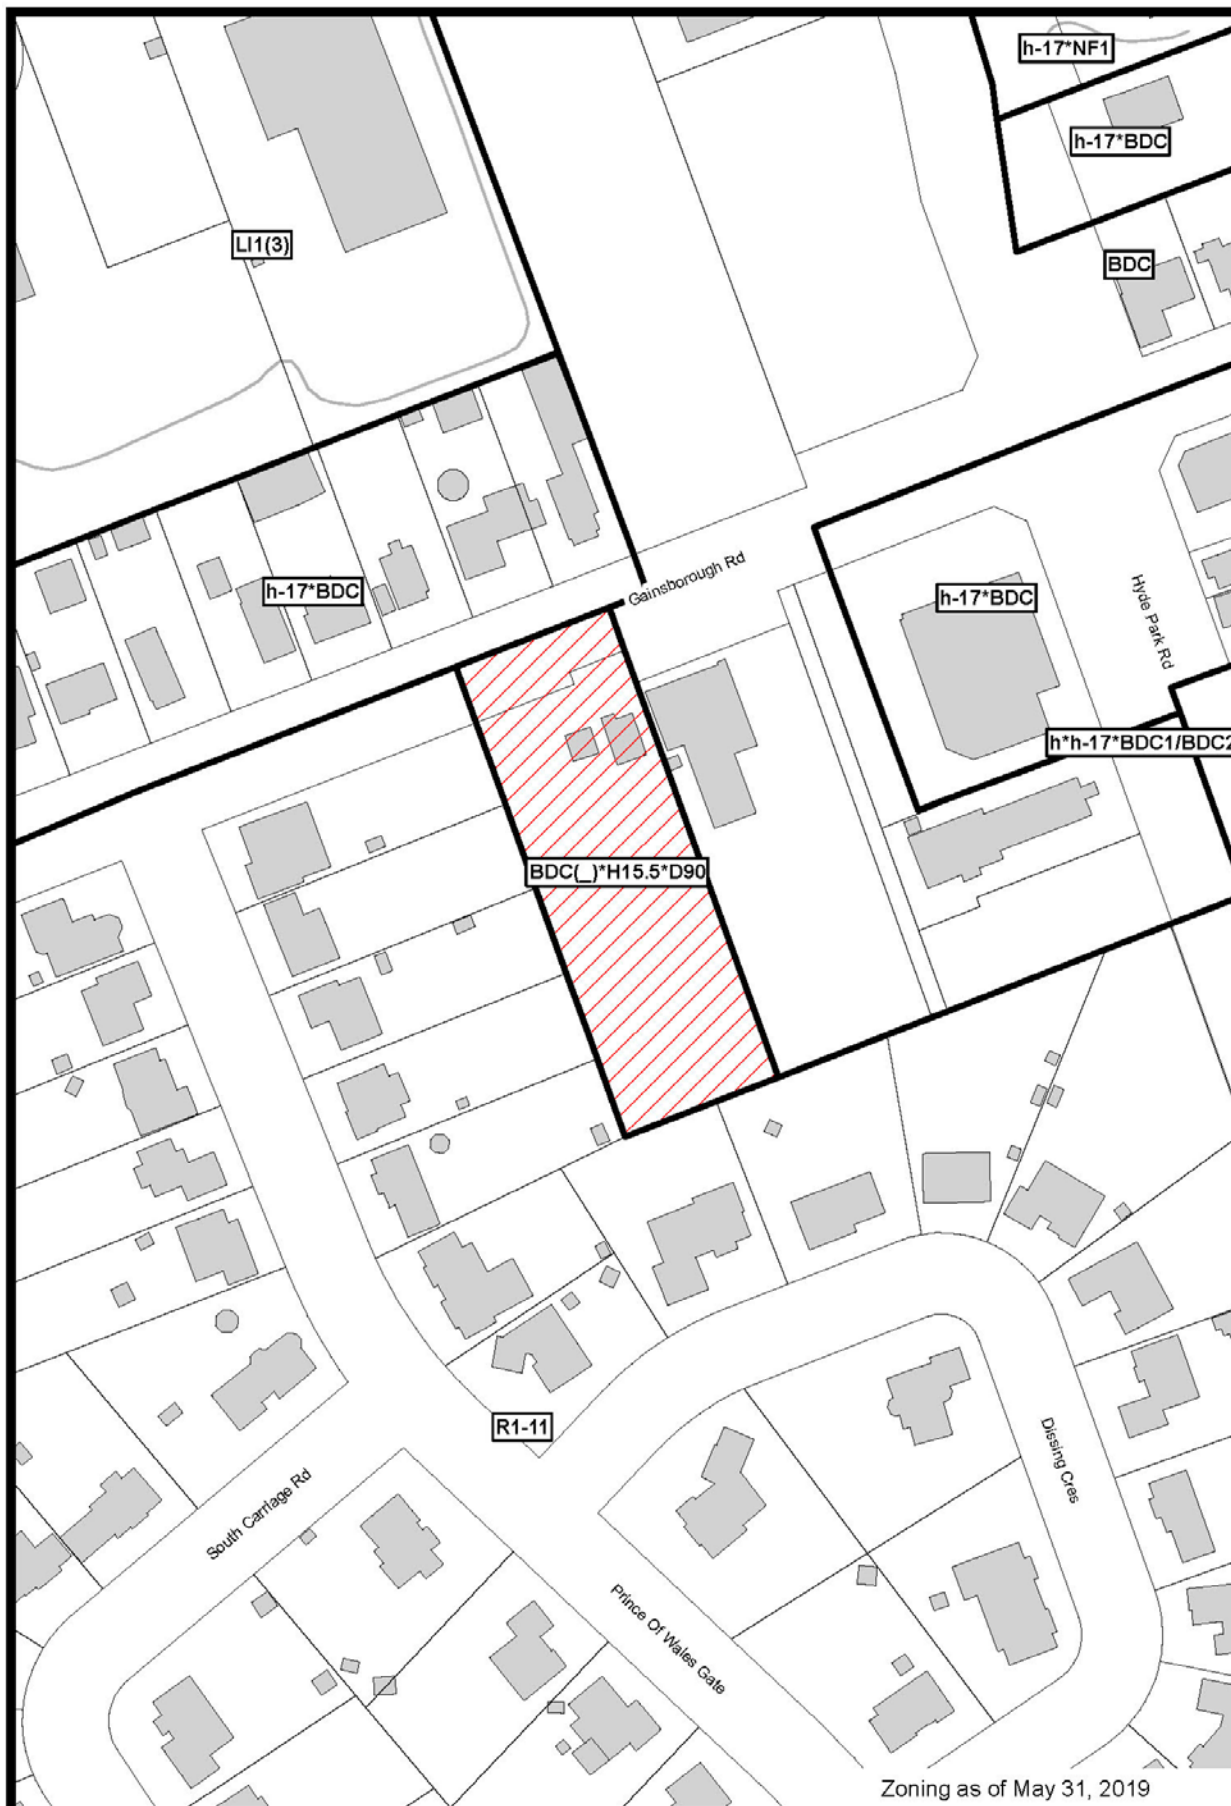 h-17*NF1
h-17*BDC
LI1(3)
BDC
Gainsborough Rd
h-17*BDC
h-17*BDC
Hyde Park Rd
h*h-17*BDC1/BDC2
BDC(_)*H15.5*D90
R1-11
Dissing Cres
South Carriage Rd
Prince Of Wales Gate
Zoning as of May 31, 2019